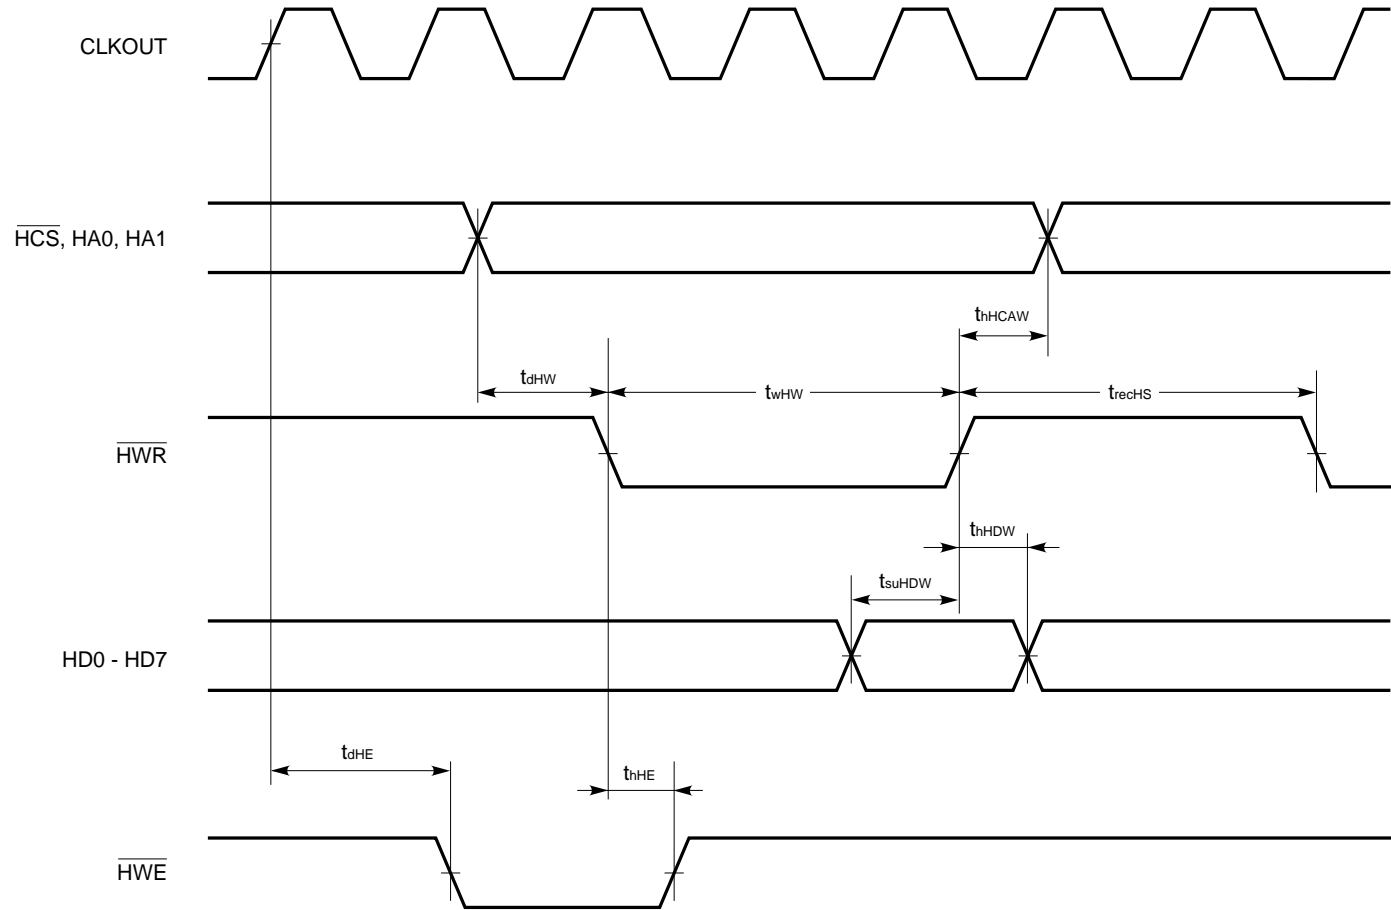 CLKOUT
HCS, HA0, HA1
thHCAW
tdHW
twHW
trecHS
HWR
thHDW
tsuHDW
HD0 - HD7
tdHE
thHE
HWE